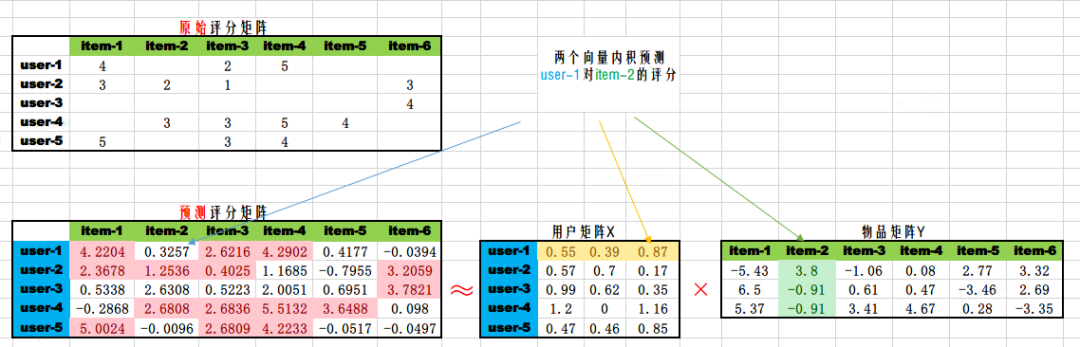 原始评分矩阵
item-1 item-2 item-3 item-4 item-5 item-6
user-1 4 2 5
user-2 3 2 1 3
user-3 4
user-4 3 3 5 4
user-5 5 3 4
两个向量内积预测
user-1对item-2的评分
预测评分矩阵
item-1 item-2 item-3 item-4 item-5 item-6
user-1 4.2204 0.3257 2.6216 4.2902 0.4177 -0.0394
user-2 2.3678 1.2536 0.4025 1.1685 -0.7955 3.2059
user-3 0.5338 2.6308 0.5223 2.0051 0.6951 3.7821
user-4 -0.2868 2.6808 2.6836 5.5132 3.6488 0.098
user-5 5.0024 -0.0096 2.6809 4.2233 -0.0517 -0.0497
≈
用户矩阵X
user-1 0.55 0.39 0.87
user-2 0.57 0.7 0.17
user-3 0.99 0.62 0.35
user-4 1.2 0 1.16
user-5 0.47 0.46 0.85
×
物品矩阵Y
item-1 item-2 item-3 item-4 item-5 item-6
-5.43 3.8 -1.06 0.08 2.77 3.32
6.5 -0.91 0.61 0.47 -3.46 2.69
5.37 -0.91 3.41 4.67 0.28 -3.35